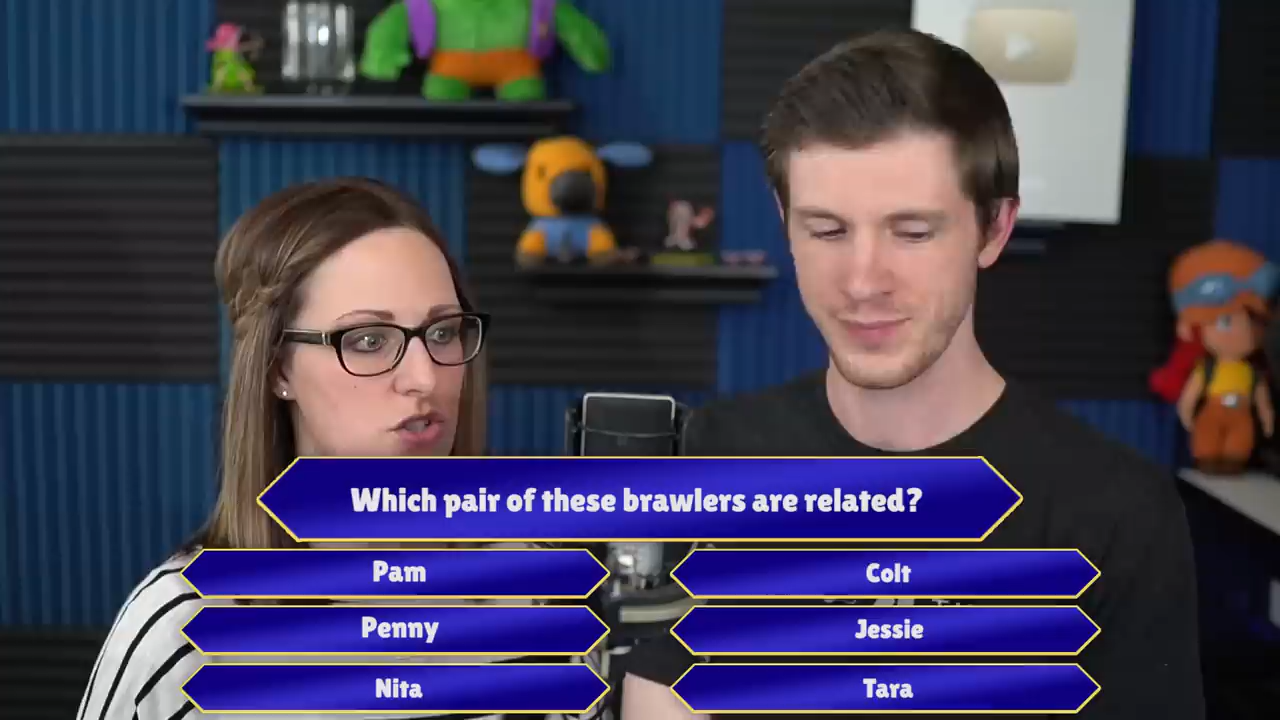 Which pair of these brawlers are related?
Pam
Colt
Penny
Jessie
Nita
Tara